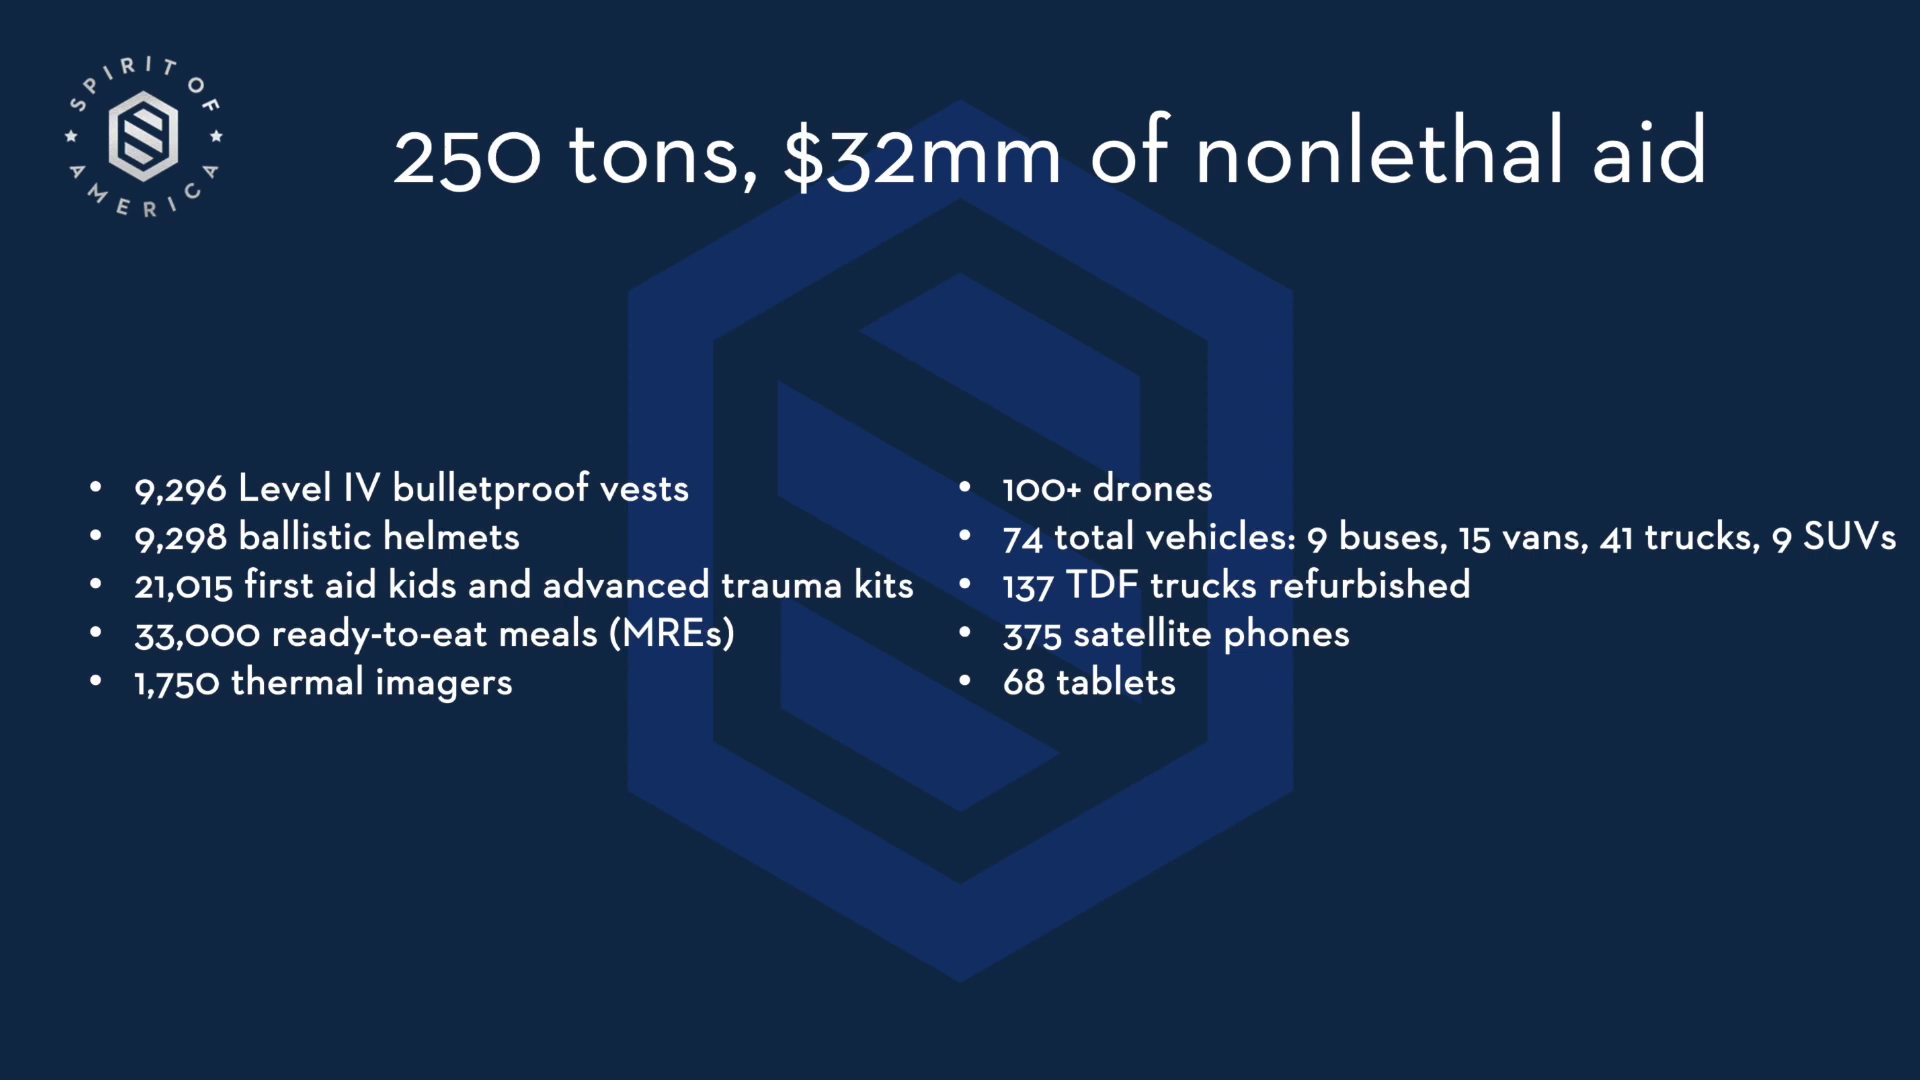 SPIRIT OF
AMERICA
250 tons, $32mm of nonlethal aid
• 9,296 Level IV bulletproof vests
• 9,298 ballistic helmets
• 21,015 first aid kids and advanced trauma kits
• 33,000 ready-to-eat meals (MREs)
• 1,750 thermal imagers
• 100+ drones
• 74 total vehicles: 9 buses, 15 vans, 41 trucks, 9 SUVs
• 137 TDF trucks refurbished
• 375 satellite phones
• 68 tablets